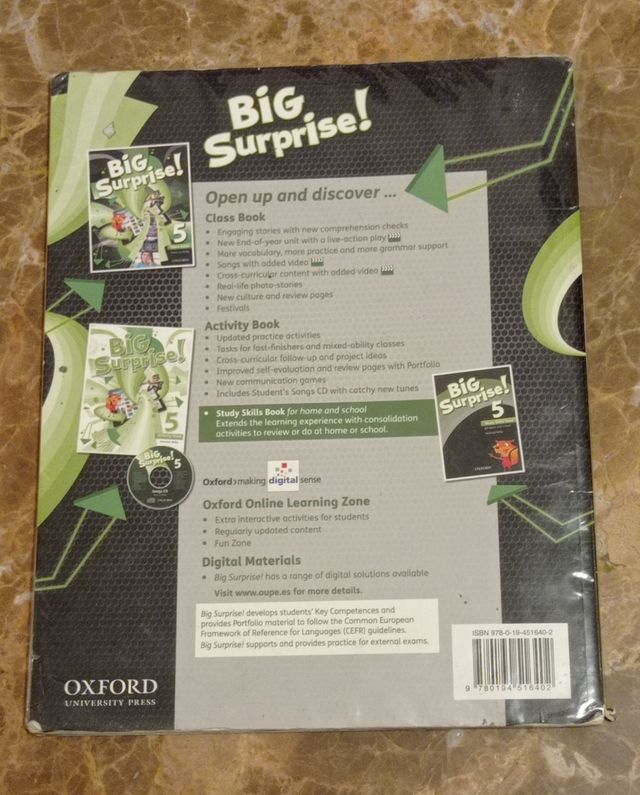 BiG
Surprise!
BiG
Surprise!
5
Open up and discover ...
Class Book
• Engaging stories with new comprehension checks
• New End-of-year unit with a live-action play
• More vocabulary, more practice and more grammar support
• Songs with added video
• Cross-curricular content with added video
• Real-life photo-stories
• New culture and review pages
• Festivals
Activity Book
• Updated practice activities
• Tasks for fast-finishers and mixed-ability classes
• Cross-curricular follow-up and project ideas
• Improved self-evaluation and review pages with Portfolio
• New communication games
• Includes Student's Songs CD with catchy new tunes
BiG
Surprise!
5
Activity Book
• Study Skills Book for home and school
Extends the learning experience with consolidation
activities to review or do at home or school.
BiG
Surprise!
5
OXFORD
BiG
Surprise! 5
Songs CD
Oxford › making digital sense
Oxford Online Learning Zone
• Extra interactive activities for students
• Regularly updated content
• Fun Zone
Digital Materials
• Big Surprise! has a range of digital solutions available
Visit www.oupe.es for more details.
Big Surprise! develops students' Key Competences and
provides Portfolio material to follow the Common European
Framework of Reference for Languages (CEFR) guidelines.
Big Surprise! supports and provides practice for external exams.
OXFORD
UNIVERSITY PRESS
ISBN 978-0-19-451640-2
9 780194 516402